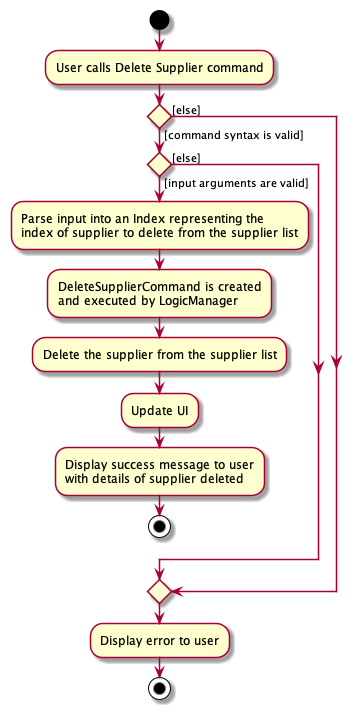 User calls Delete Supplier command
[else]
[command syntax is valid]
[else]
[input arguments are valid]
Parse input into an Index representing the
index of supplier to delete from the supplier list
DeleteSupplierCommand is created
and executed by LogicManager
Delete the supplier from the supplier list
Update UI
Display success message to user
with details of supplier deleted
Display error to user